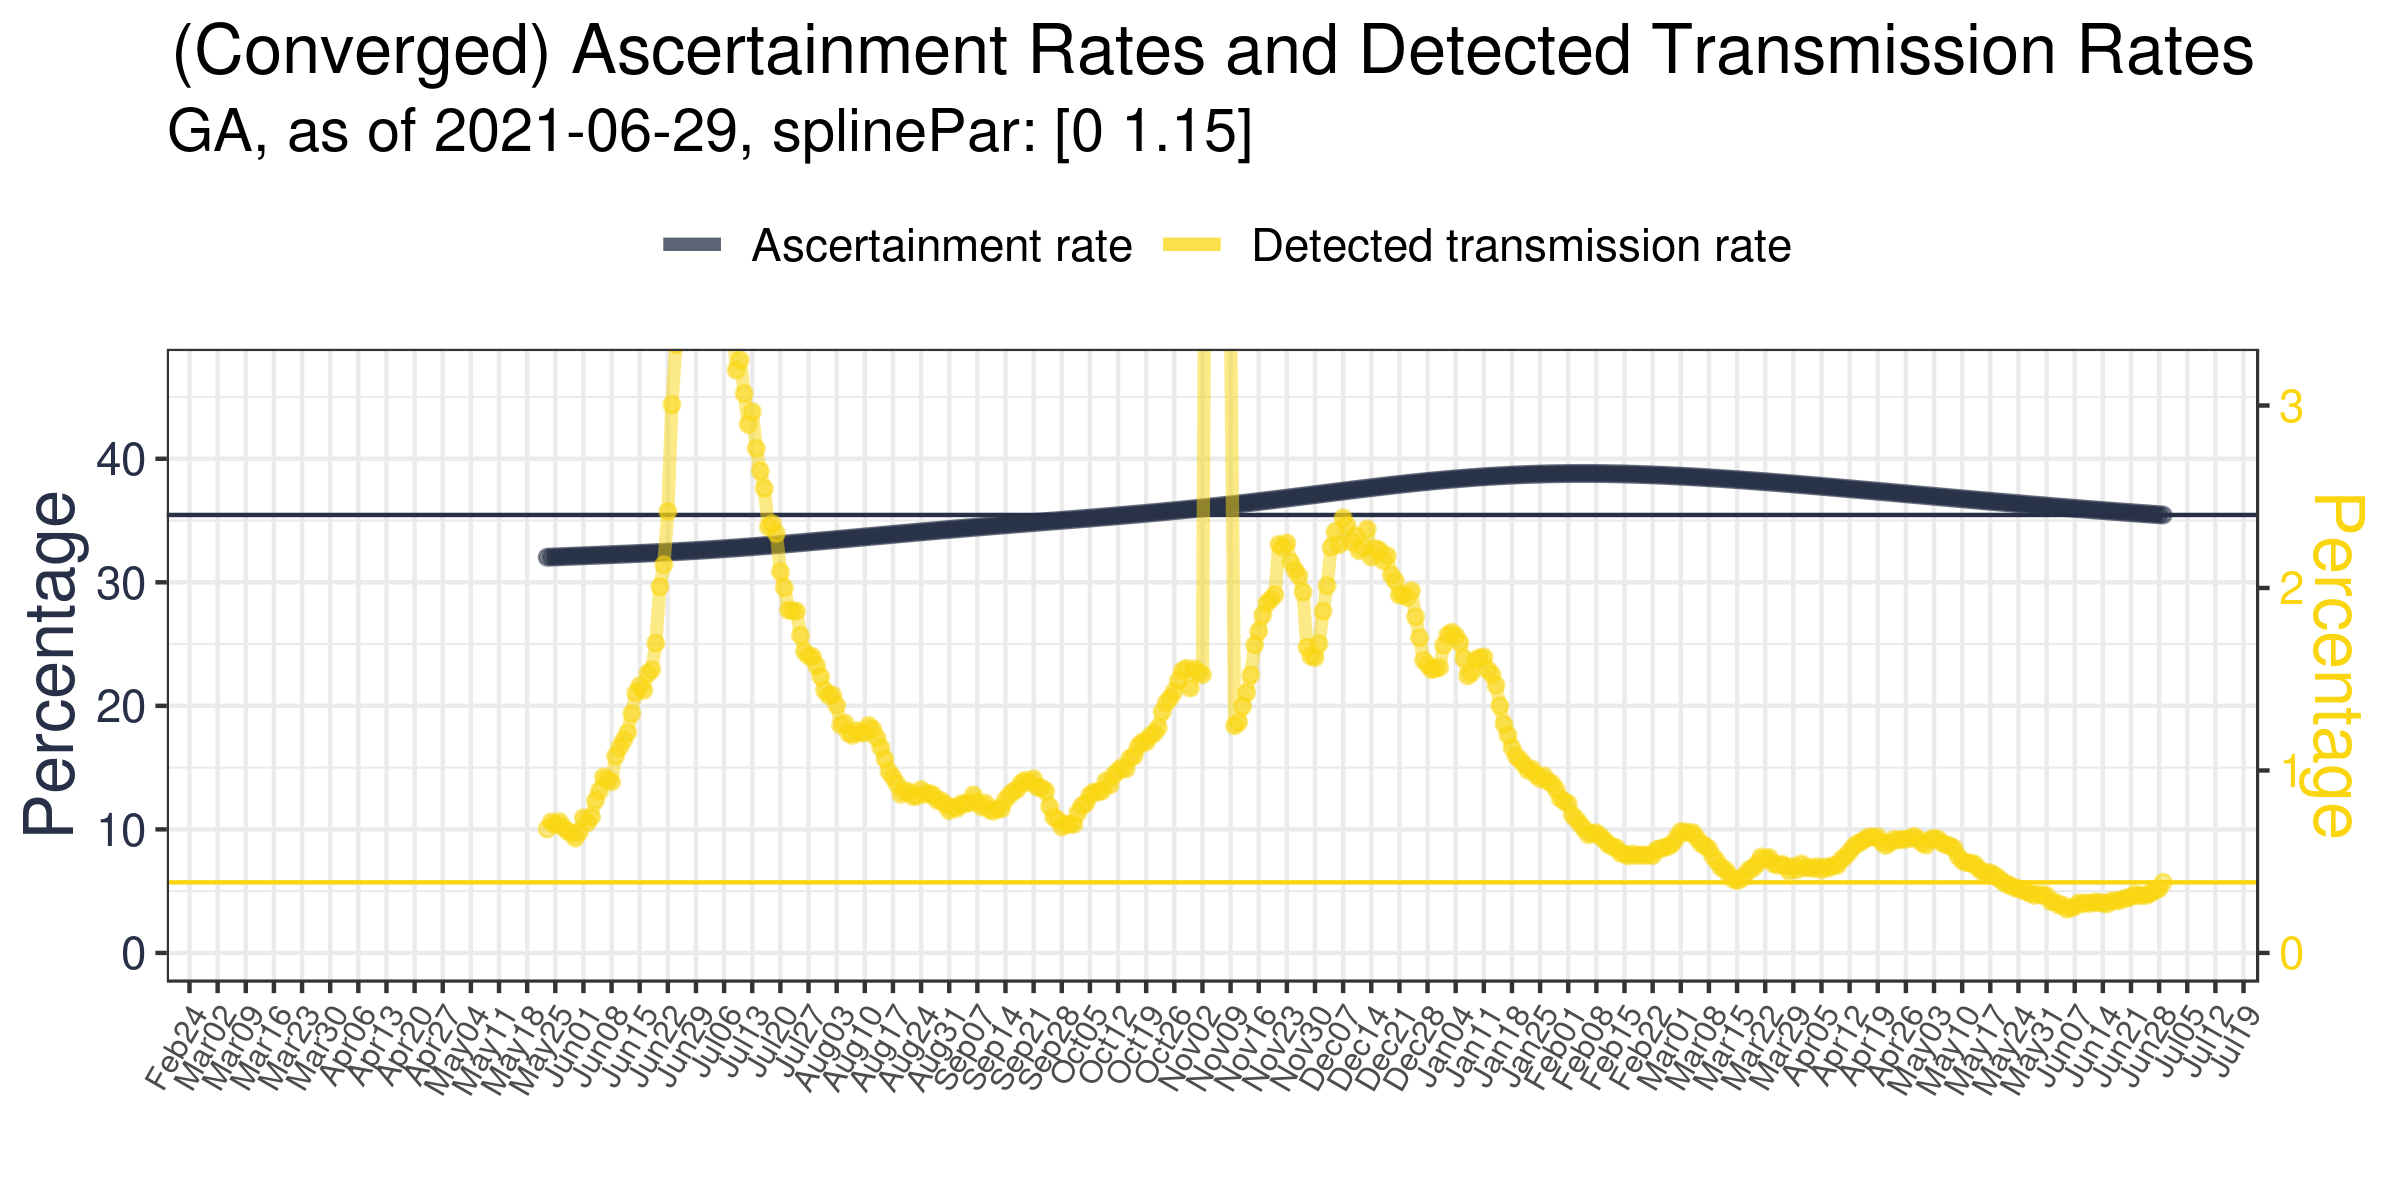 (Converged) Ascertainment Rates and Detected Transmission Rates
GA, as of 2021-06-29, splinePar: [0 1.15]
Ascertainment rate Detected transmission rate
Percentage
40
30
20
10
0
3
2
1
0
Percentage
Feb24 Mar02 Mar09 Mar16 Mar23 Mar30 Apr06 Apr13 Apr20 Apr27 May04 May11 May18 May25 Jun01 Jun08 Jun15 Jun22 Jun29 Jul06 Jul13 Jul20 Jul27 Aug03 Aug10 Aug17 Aug24 Aug31 Sep07 Sep14 Sep21 Sep28 Oct05 Oct12 Oct19 Oct26 Nov02 Nov09 Nov16 Nov23 Nov30 Dec07 Dec14 Dec21 Dec28 Jan04 Jan11 Jan18 Jan25 Feb01 Feb08 Feb15 Feb22 Mar01 Mar08 Mar15 Mar22 Mar29 Apr05 Apr12 Apr19 Apr26 May03 May10 May17 May24 May31 Jun07 Jun14 Jun21 Jun28 Jul05 Jul12 Jul19